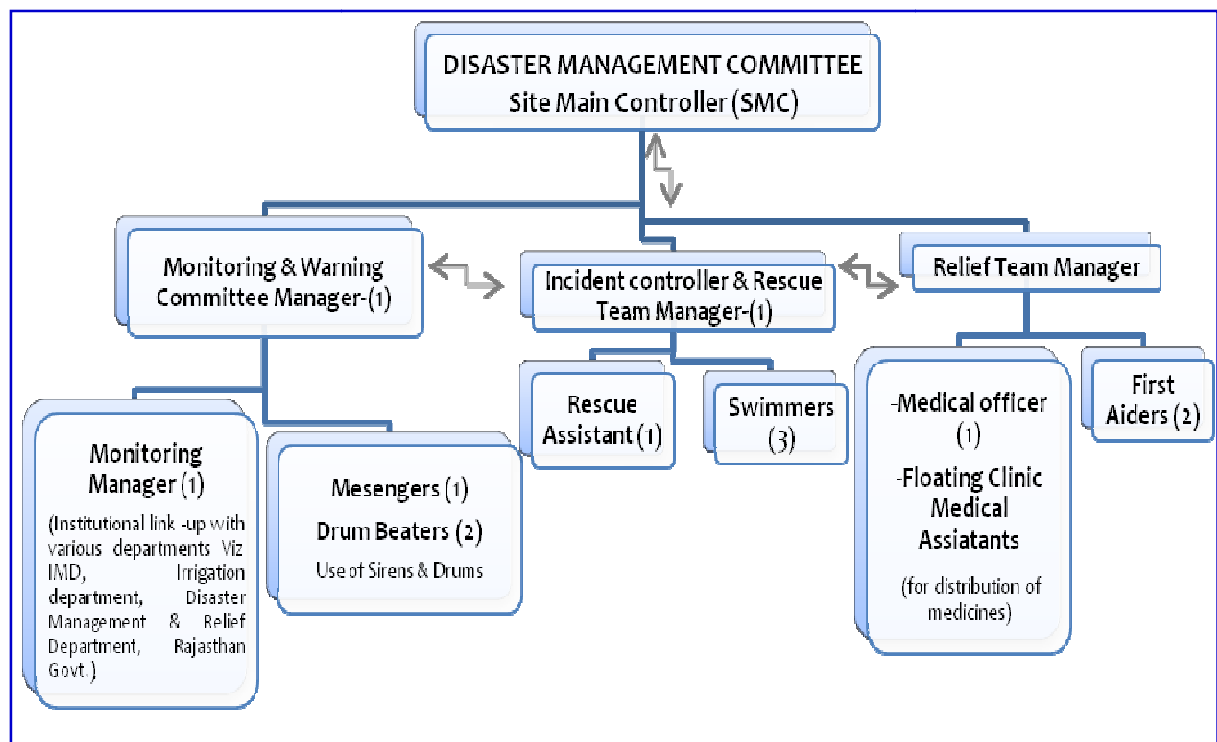 DISASTER MANAGEMENT COMMITTEE
Site Main Controller (SMC)
Monitoring & Warning
Committee Manager-(1)
Incident controller & Rescue
Team Manager-(1)
Relief Team Manager
Monitoring
Manager (1)
(Institutional link -up with
various departments Viz
IMD, Irrigation
department, Disaster
Management & Relief
Department, Rajasthan
Govt.)
Mesengers (1)
Drum Beaters (2)
Use of Sirens & Drums
Rescue
Assistant (1)
Swimmers
(3)
-Medical officer
(1)
-Floating Clinic
Medical
Assiatants
(for distribution of
medicines)
First
Aiders (2)